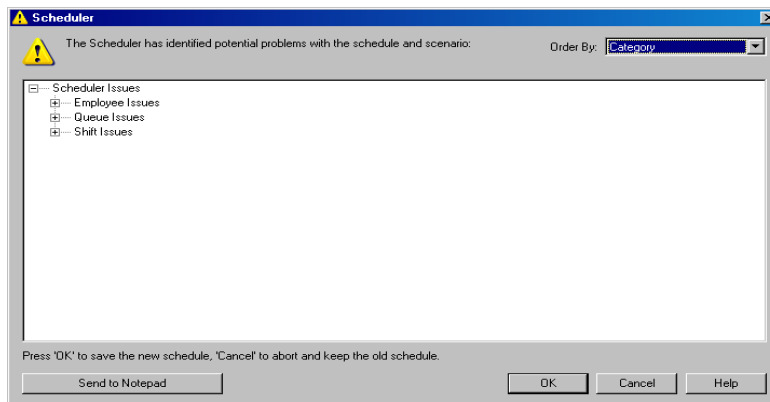 Scheduler
The Scheduler has identified potential problems with the schedule and scenario:
Order By: Category
Scheduler Issues
Employee Issues
Queue Issues
Shift Issues
Press 'OK' to save the new schedule, 'Cancel' to abort and keep the old schedule.
Send to Notepad OK Cancel Help